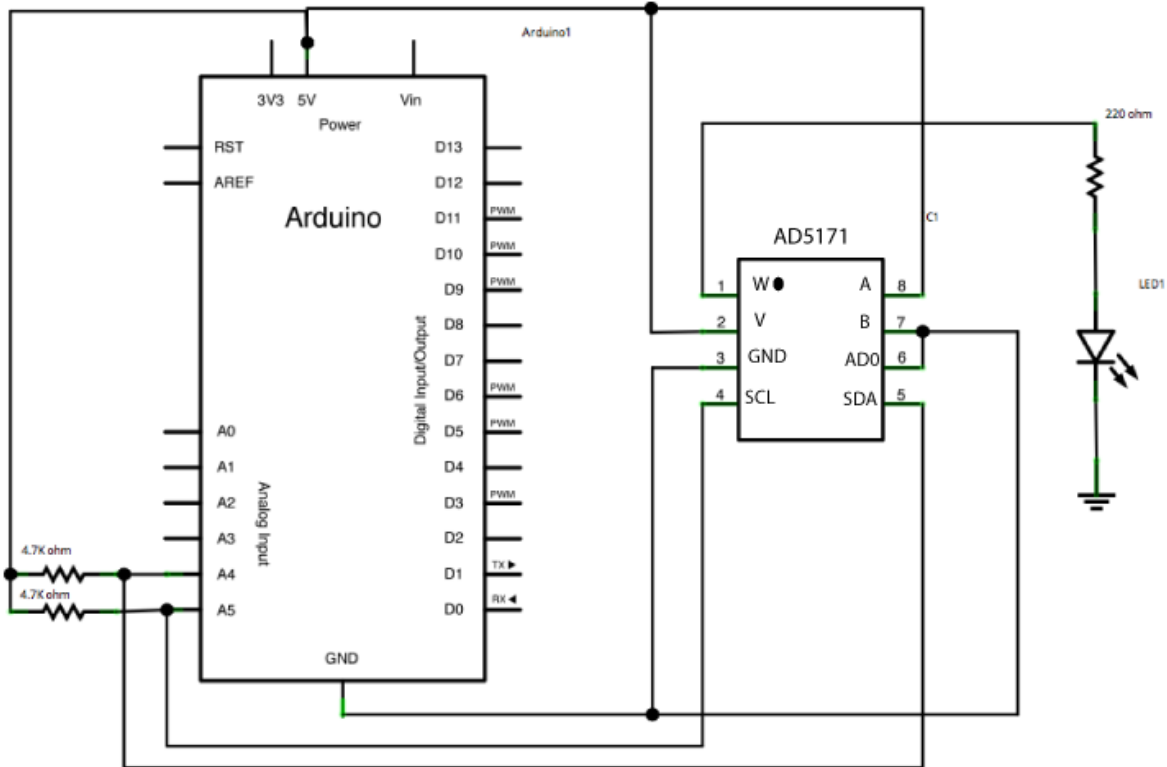 Arduino1
3V3 5V Vin
Power
220 ohm
RST
AREF
Arduino
D13
D12
PWM
D11
PWM
D10
PWM
D9
D8
D7
PWM
D6
PWM
D5
D4
PWM
D3
D2
TX
D1
RX
D0
Digital Input/Output
A0
A1
A2
A3
A4
A5
Analog Input
4.7K ohm
4.7K ohm
GND
C1
AD5171
1 W A 8
2 V B 7
3 GND AD0 6
4 SCL SDA 5
LED1